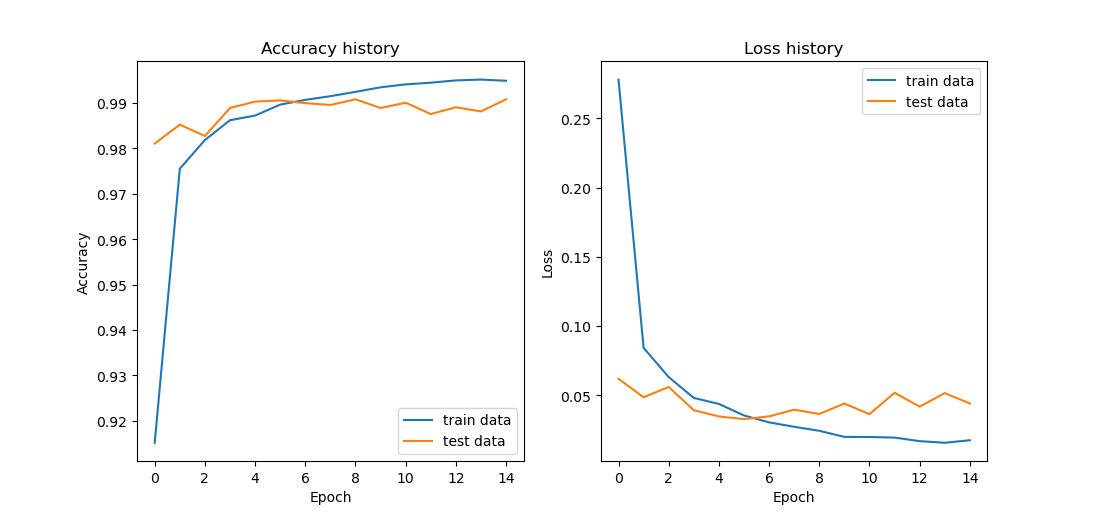 Accuracy history
Accuracy
0.99
0.98
0.97
0.96
0.95
0.94
0.93
0.92
train data
test data
0 2 4 6 8 10 12 14
Epoch
Loss history
Loss
train data
test data
0.25
0.20
0.15
0.10
0.05
0 2 4 6 8 10 12 14
Epoch